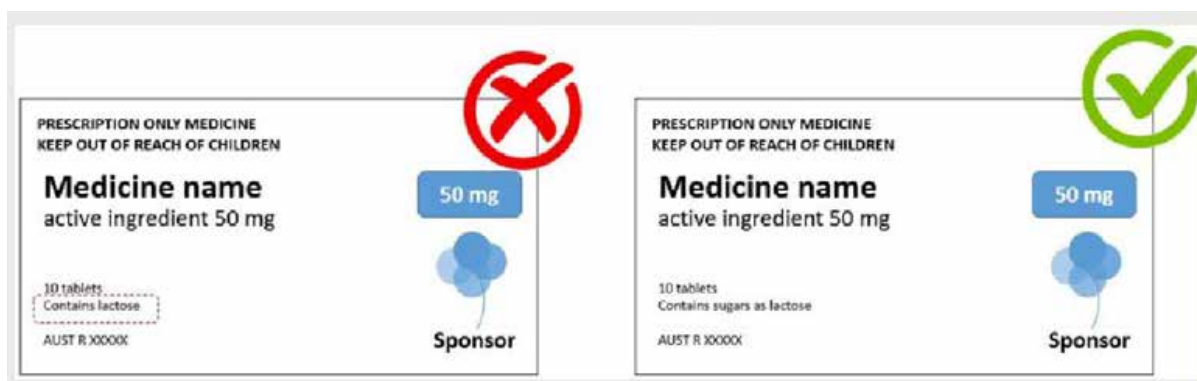 PRESCRIPTION ONLY MEDICINE
KEEP OUT OF REACH OF CHILDREN
Medicine name
50 mg
active ingredient 50 mg
10 tablets
Contains lactose
AUST R XXXXX
Sponsor
PRESCRIPTION ONLY MEDICINE
KEEP OUT OF REACH OF CHILDREN
Medicine name
50 mg
active ingredient 50 mg
10 tablets
Contains sugars as lactose
AUST R XXXXX
Sponsor